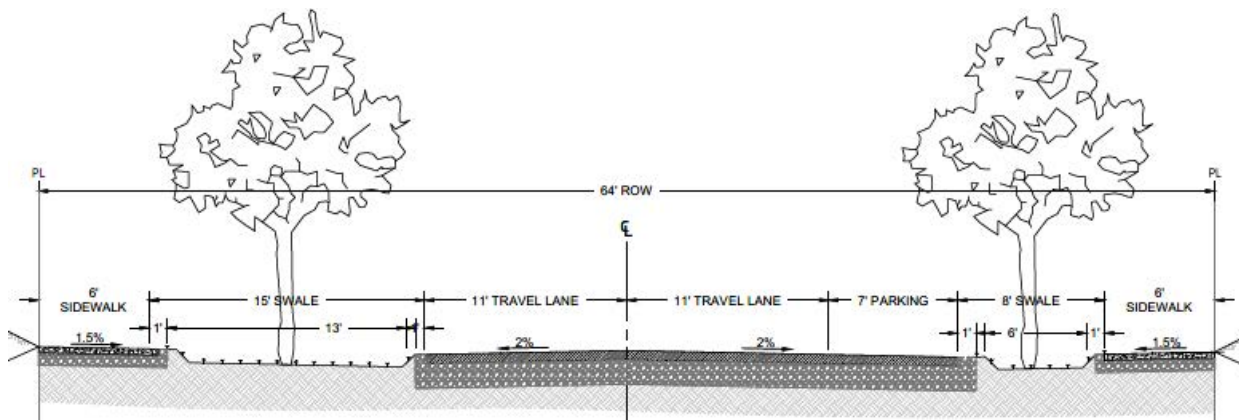 PL
64' ROW
PL
℄
6'
SIDEWALK
15' SWALE
11' TRAVEL LANE
11' TRAVEL LANE
7' PARKING
8' SWALE
6'
SIDEWALK
1'
13'
1'
6'
1'
1.5%
2%
2%
1.5%